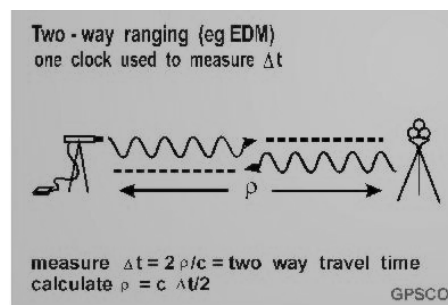 Two - way ranging (eg EDM)
one clock used to measure Δt
ρ
measure Δt = 2 ρ/c = two way travel time
calculate ρ = c Δt/2
GPSCO